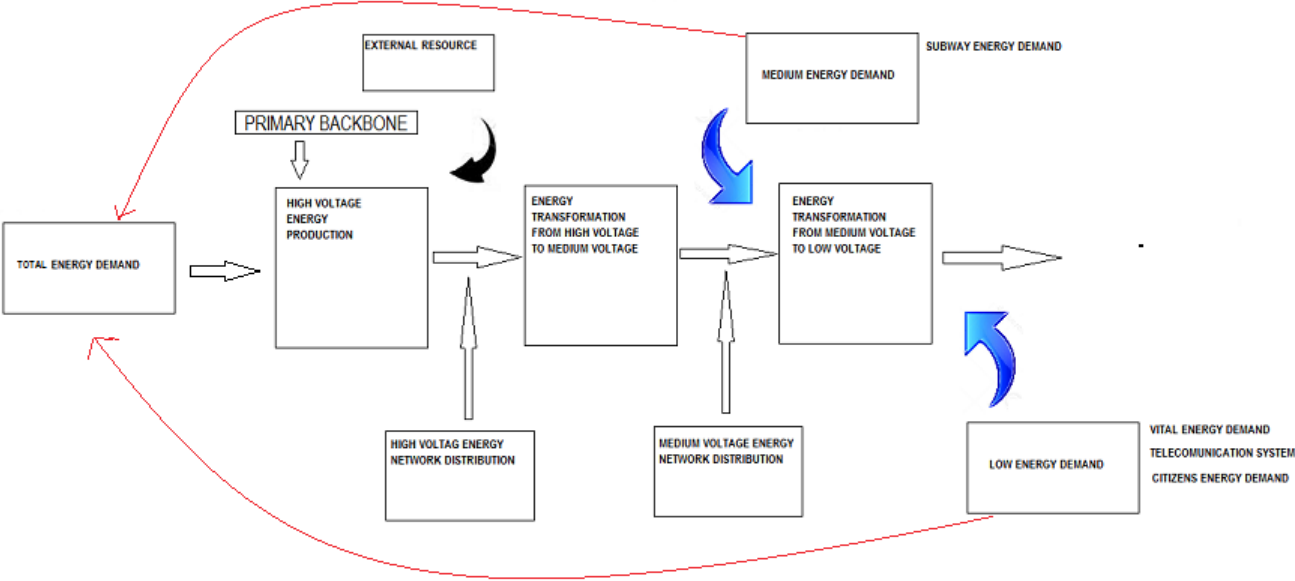 EXTERNAL RESOURCE
SUBWAY ENERGY DEMAND
MEDIUM ENERGY DEMAND
PRIMARY BACKBONE
HIGH VOLTAGE
ENERGY
PRODUCTION
ENERGY
TRANSFORMATION
FROM HIGH VOLTAGE
TO MEDIUM VOLTAGE
ENERGY
TRANSFORMATION
FROM MEDIUM VOLTAGE
TO LOW VOLTAGE
TOTAL ENERGY DEMAND
HIGH VOLTAG ENERGY
NETWORK DISTRIBUTION
MEDIUM VOLTAGE ENERGY
NETWORK DISTRIBUTION
LOW ENERGY DEMAND
VITAL ENERGY DEMAND
TELECOMUNICATION SYSTEM
CITIZENS ENERGY DEMAND